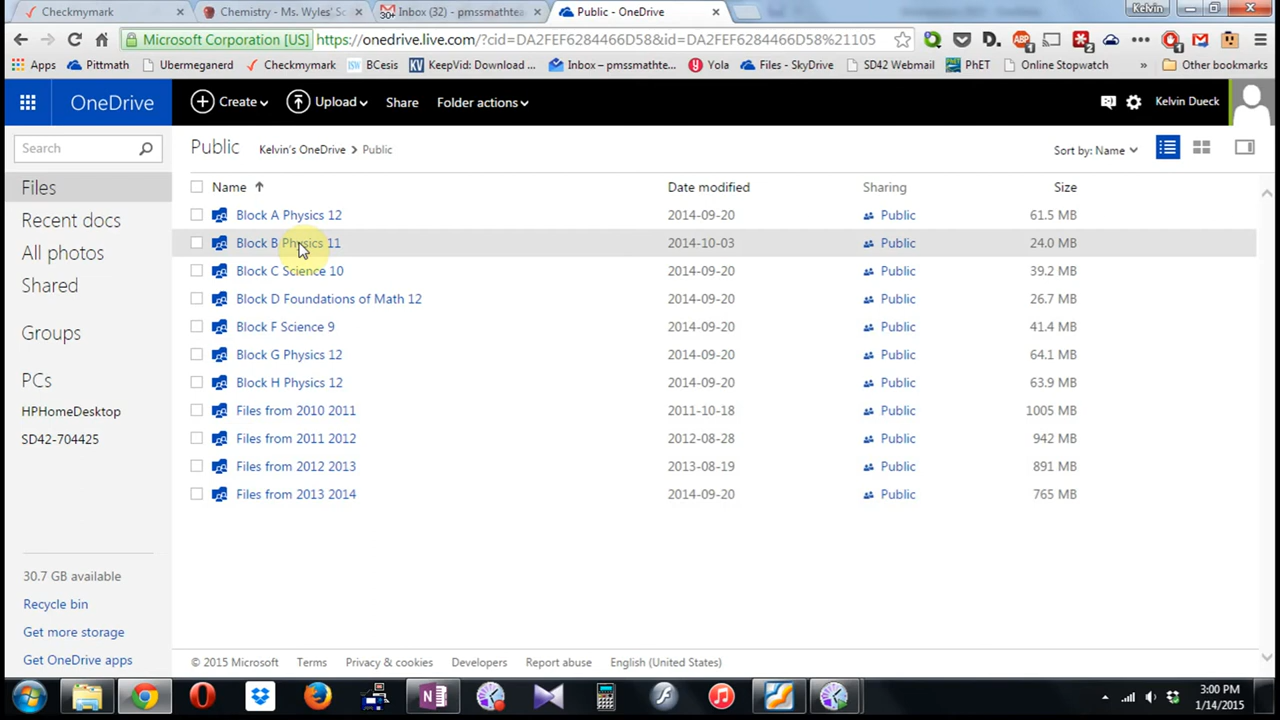 Checkmymark × Chemistry - Ms. Wyles' S × Inbox (32) - pmssmathtea × Public - OneDrive × Kelvin
Microsoft Corporation [US] https://onedrive.live.com/?cid=DA2FEF6284466D58&id=DA2FEF6284466D58%21105
Apps Pittmath Ubermeganerd Checkmymark BCesis KeepVid: Download ... Inbox – pmssmathte... Yola Files - SkyDrive SD42 Webmail PhET Online Stopwatch » Other bookmarks
OneDrive Create Upload Share Folder actions Kelvin Dueck
Search
Public Kelvin's OneDrive > Public Sort by: Name
Files
Recent docs
All photos
Shared
Groups
PCs
HPHomeDesktop
SD42-704425
Name Date modified Sharing Size
Block A Physics 12 2014-09-20 Public 61.5 MB
Block B Physics 11 2014-10-03 Public 24.0 MB
Block C Science 10 2014-09-20 Public 39.2 MB
Block D Foundations of Math 12 2014-09-20 Public 26.7 MB
Block F Science 9 2014-09-20 Public 41.4 MB
Block G Physics 12 2014-09-20 Public 64.1 MB
Block H Physics 12 2014-09-20 Public 63.9 MB
Files from 2010 2011 2011-10-18 Public 1005 MB
Files from 2011 2012 2012-08-28 Public 942 MB
Files from 2012 2013 2013-08-19 Public 891 MB
Files from 2013 2014 2014-09-20 Public 765 MB
30.7 GB available
Recycle bin
Get more storage
Get OneDrive apps
© 2015 Microsoft Terms Privacy & cookies Developers Report abuse English (United States)
3:00 PM
1/14/2015